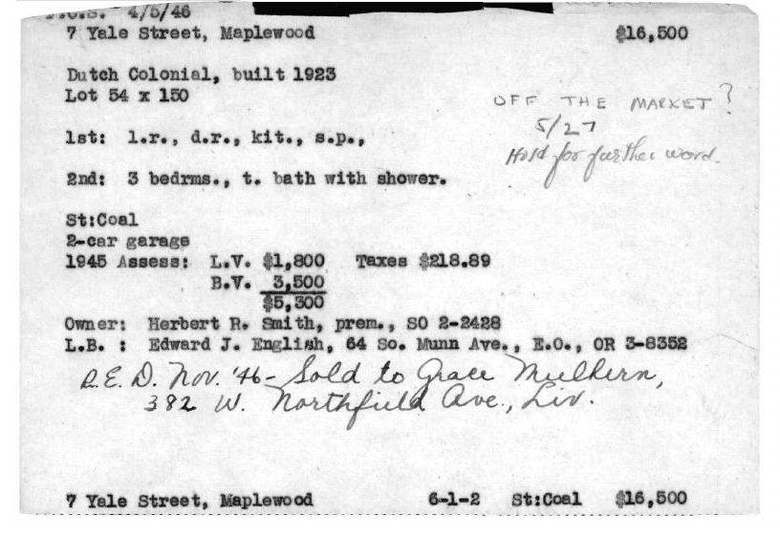 4/5/46
7 Yale Street, Maplewood $16,500
Dutch Colonial, built 1923
Lot 54 x 150
OFF THE MARKET?
5/27
Hold for further word.
1st: l.r., d.r., kit., s.p.,
2nd: 3 bedrms., t. bath with shower.
St:Coal
2-car garage
1945 Assess: L.V. $1,800 Taxes $218.89
B.V. 3,500
$5,300
Owner: Herbert R. Smith, prem., SO 2-2428
L.B. : Edward J. English, 64 So. Munn Ave., E.O., OR 3-8352
R.E.D. Nov. '46 - Sold to Grace Mulhern,
382 W. Northfield Ave., Liv.
7 Yale Street, Maplewood 6-1-2 St:Coal $16,500